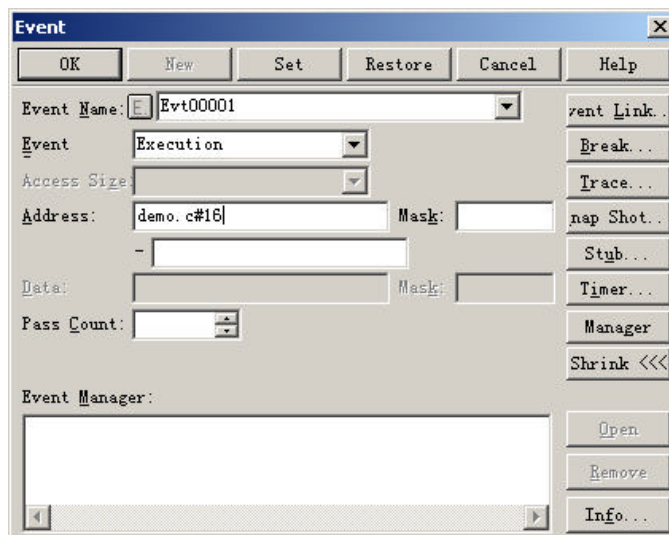 Event
OK New Set Restore Cancel Help
Event Name: E. Evt00001 vent Link..
Event Execution Break...
Access Size Trace...
Address: demo.c#16 Mask: nap Shot..
- Stub...
Data: Mask: Timer...
Pass Count: Manager
Shrink <<<
Event Manager:
Open
Remove
Info...